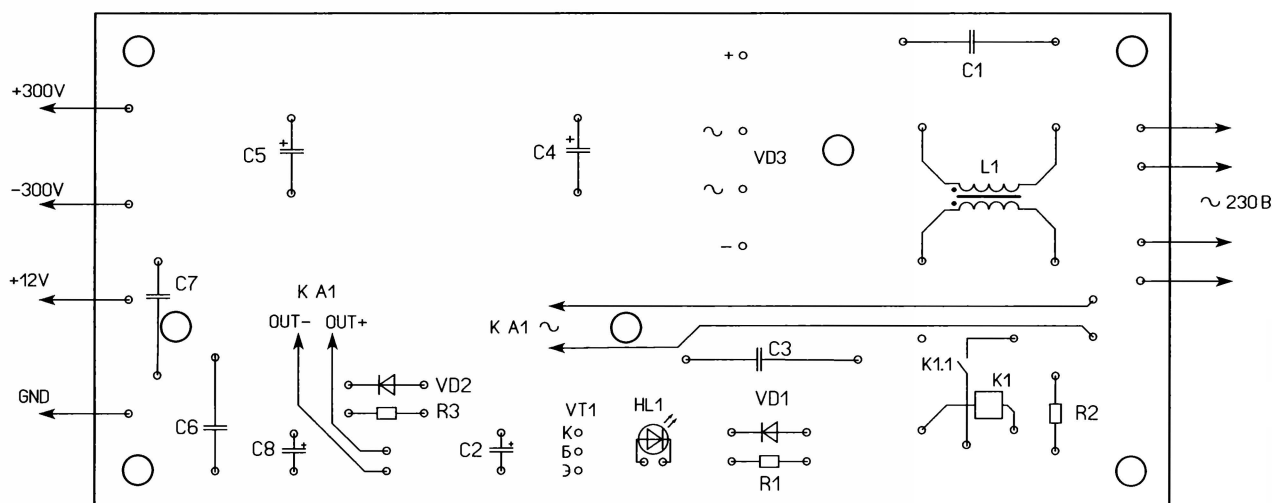 +
C1
+300V
C5
+
C4
+
~
VD3
L1
-300V
~
~ 230 В
–
+12V
C7
К A1
OUT- OUT+
К A1 ~
C3
K1.1
K1
GND
VD2
R3
C6
C8
+
C2
+
VT1
К
Б
Э
HL1
VD1
R1
R2